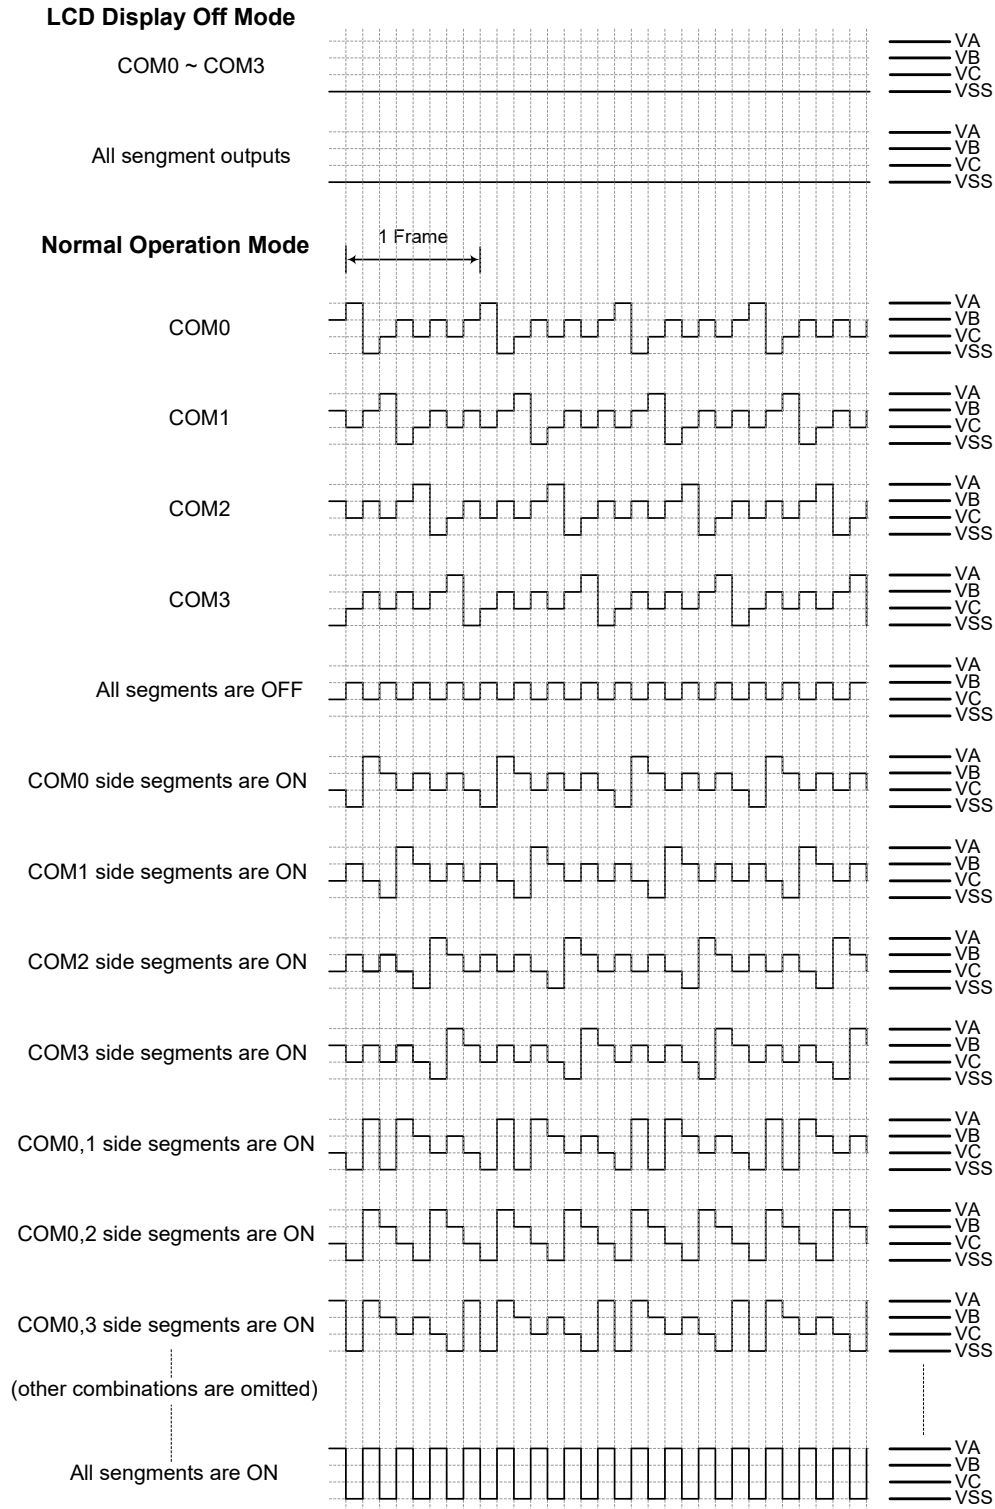 LCD Display Off Mode
COM0 ~ COM3
VA
VB
VC
VSS
All sengment outputs
VA
VB
VC
VSS
Normal Operation Mode
1 Frame
COM0
VA
VB
VC
VSS
COM1
VA
VB
VC
VSS
COM2
VA
VB
VC
VSS
COM3
VA
VB
VC
VSS
All segments are OFF
VA
VB
VC
VSS
COM0 side segments are ON
VA
VB
VC
VSS
COM1 side segments are ON
VA
VB
VC
VSS
COM2 side segments are ON
VA
VB
VC
VSS
COM3 side segments are ON
VA
VB
VC
VSS
COM0,1 side segments are ON
VA
VB
VC
VSS
COM0,2 side segments are ON
VA
VB
VC
VSS
COM0,3 side segments are ON
VA
VB
VC
VSS
(other combinations are omitted)
All sengments are ON
VA
VB
VC
VSS